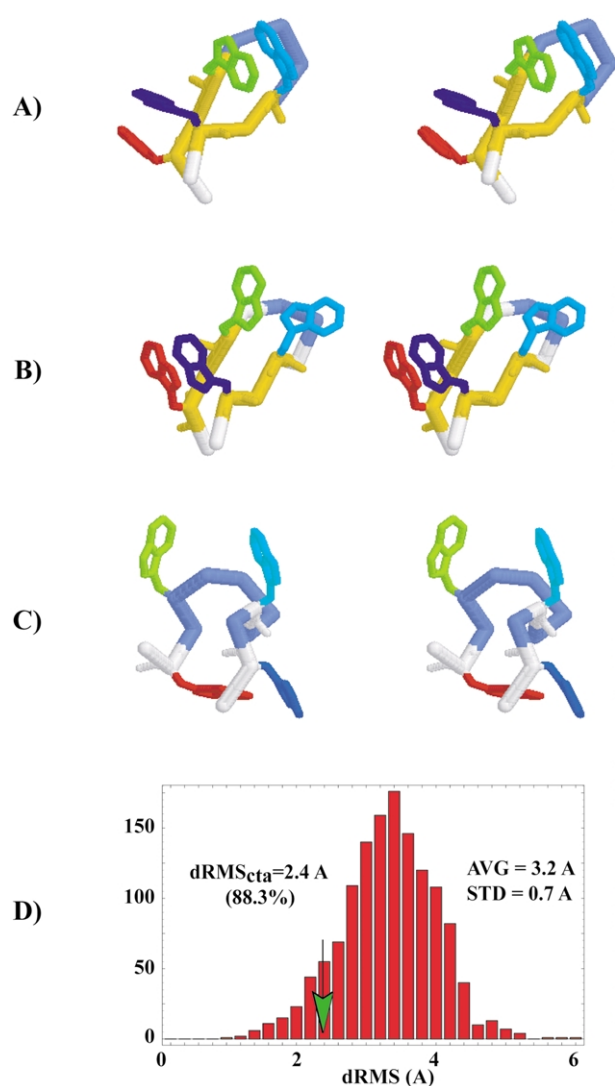 A)
B)
C)
D)
dRMScta=2.4 A
(88.3%)
AVG = 3.2 A
STD = 0.7 A
150
100
50
0
0 2 4 6
dRMS (A)